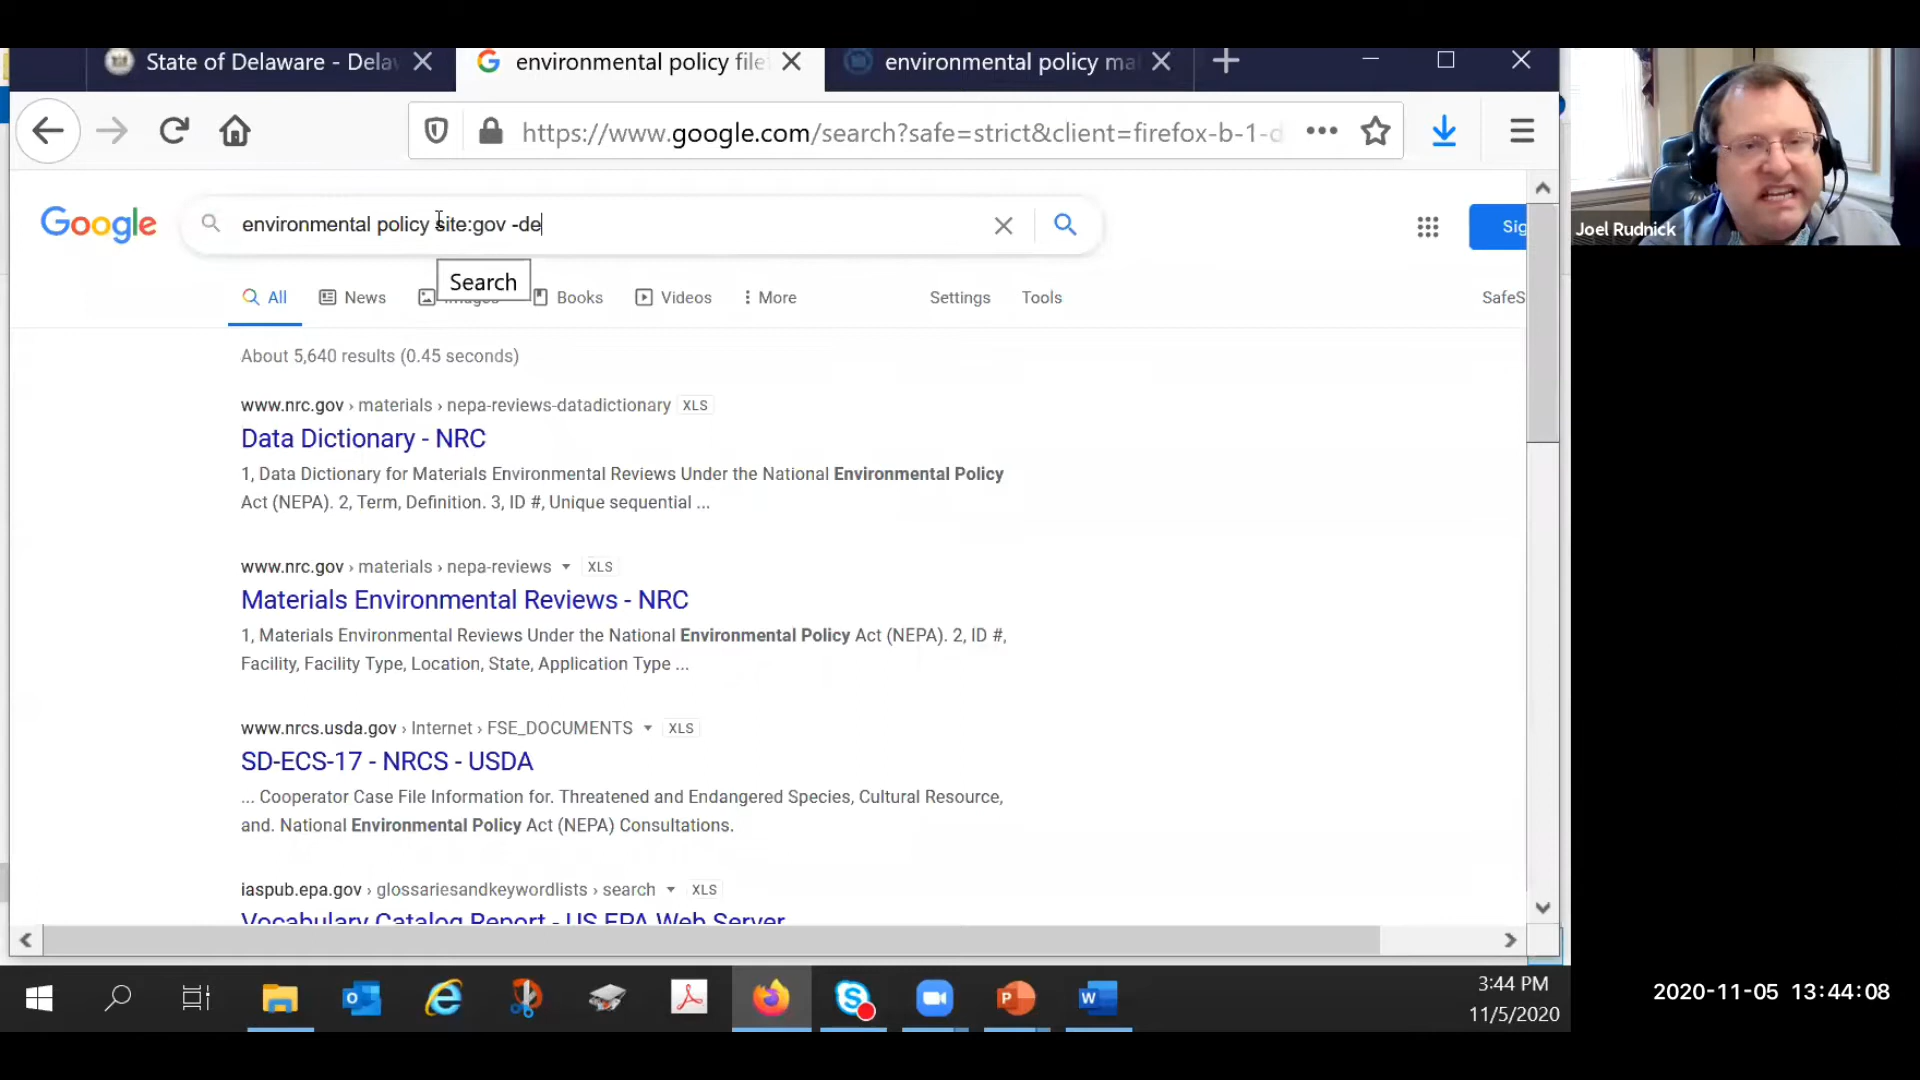 State of Delaware - Dela
environmental policy file
environmental policy ma
https://www.google.com/search?safe=strict&client=firefox-b-1-d
Google
environmental policy site:gov -de
Sig
Joel Rudnick
Search
All
News
Books
Videos
More
Settings
Tools
SafeS
About 5,640 results (0.45 seconds)
www.nrc.gov › materials › nepa-reviews-datadictionary XLS
Data Dictionary - NRC
1, Data Dictionary for Materials Environmental Reviews Under the National Environmental Policy
Act (NEPA). 2, Term, Definition. 3, ID #, Unique sequential ...
www.nrc.gov › materials › nepa-reviews XLS
Materials Environmental Reviews - NRC
1, Materials Environmental Reviews Under the National Environmental Policy Act (NEPA). 2, ID #,
Facility, Facility Type, Location, State, Application Type ...
www.nrcs.usda.gov › Internet › FSE_DOCUMENTS XLS
SD-ECS-17 - NRCS - USDA
... Cooperator Case File Information for. Threatened and Endangered Species, Cultural Resource,
and. National Environmental Policy Act (NEPA) Consultations.
iaspub.epa.gov › glossariesandkeywordlists › search XLS
Vocabulary Catalog Report - US EPA Web Server
3:44 PM
11/5/2020
2020-11-05 13:44:08